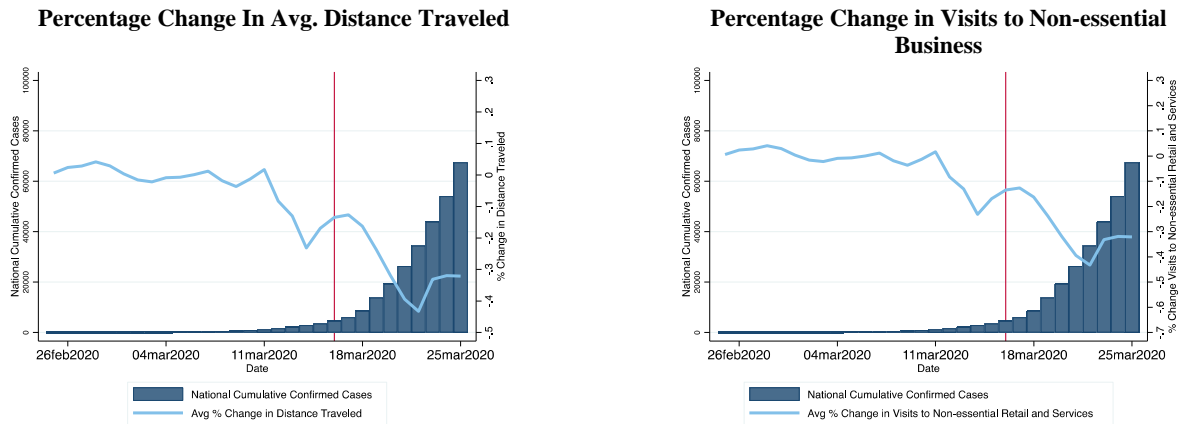 Percentage Change In Avg. Distance Traveled
National Cumulative Confirmed Cases
100000
80000
60000
40000
20000
0
.3
.2
.1
0
-.1
-.2
-.3
-.4
-.5
% Change in Distance Traveled
26feb2020 04mar2020 11mar2020 18mar2020 25mar2020
Date
National Cumulative Confirmed Cases
Avg % Change in Distance Traveled
Percentage Change in Visits to Non-essential
Business
National Cumulative Confirmed Cases
100000
80000
60000
40000
20000
0
.3
.2
.1
0
-.1
-.2
-.3
-.4
-.5
-.6
-.7
% Change Visits to Non-essential Retail and Services
26feb2020 04mar2020 11mar2020 18mar2020 25mar2020
Date
National Cumulative Confirmed Cases
Avg % Change in Visits to Non-essential Retail and Services